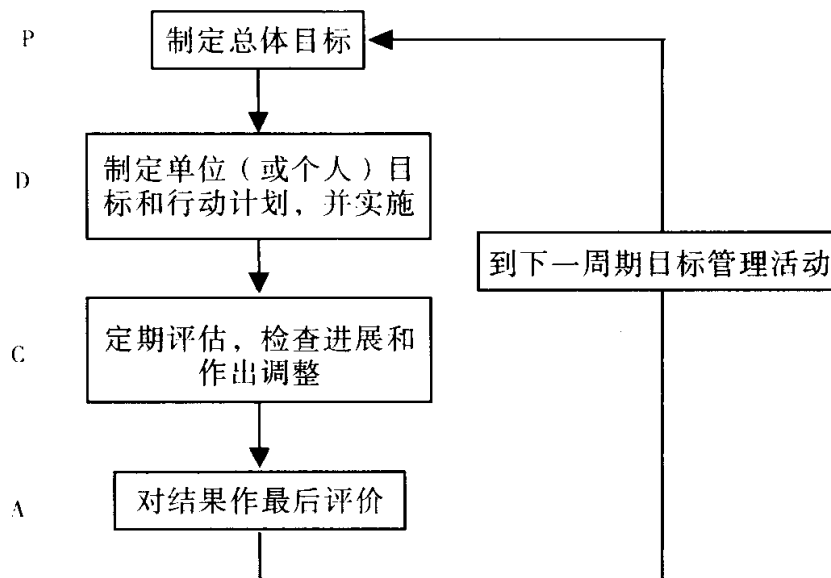 P
制定总体目标
D
制定单位（或个人）目
标和行动计划，并实施
到下一周期目标管理活动
C
定期评估，检查进展和
作出调整
A
对结果作最后评价